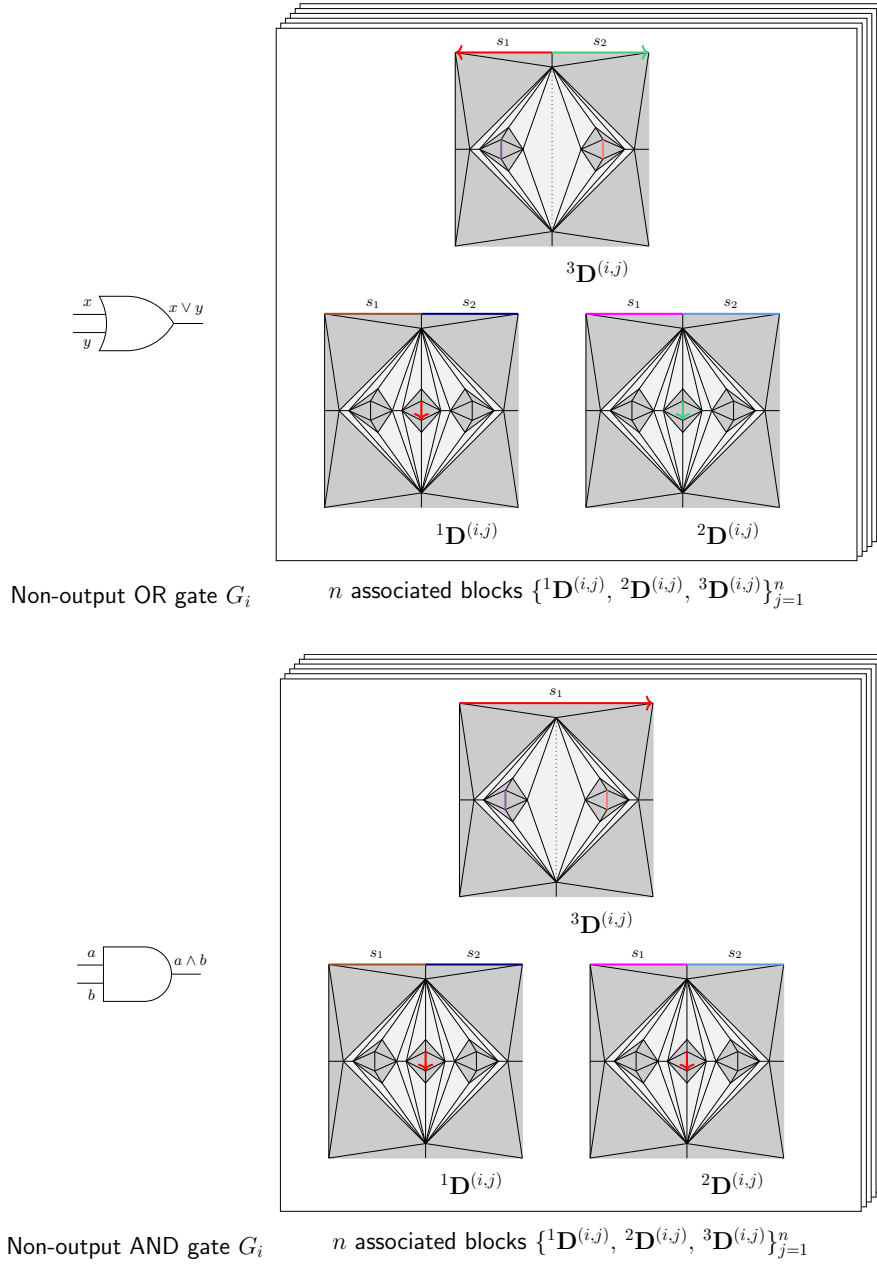 s₁ s₂
³D⁽ⁱ,ʲ⁾
x
x ∨ y
y
s₁ s₂
s₁ s₂
¹D⁽ⁱ,ʲ⁾
²D⁽ⁱ,ʲ⁾
Non-output OR gate Gᵢ
n associated blocks {¹D⁽ⁱ,ʲ⁾, ²D⁽ⁱ,ʲ⁾, ³D⁽ⁱ,ʲ⁾}ⁿⱼ₌₁
s₁
³D⁽ⁱ,ʲ⁾
a
a ∧ b
b
s₁ s₂
s₁ s₂
¹D⁽ⁱ,ʲ⁾
²D⁽ⁱ,ʲ⁾
Non-output AND gate Gᵢ
n associated blocks {¹D⁽ⁱ,ʲ⁾, ²D⁽ⁱ,ʲ⁾, ³D⁽ⁱ,ʲ⁾}ⁿⱼ₌₁